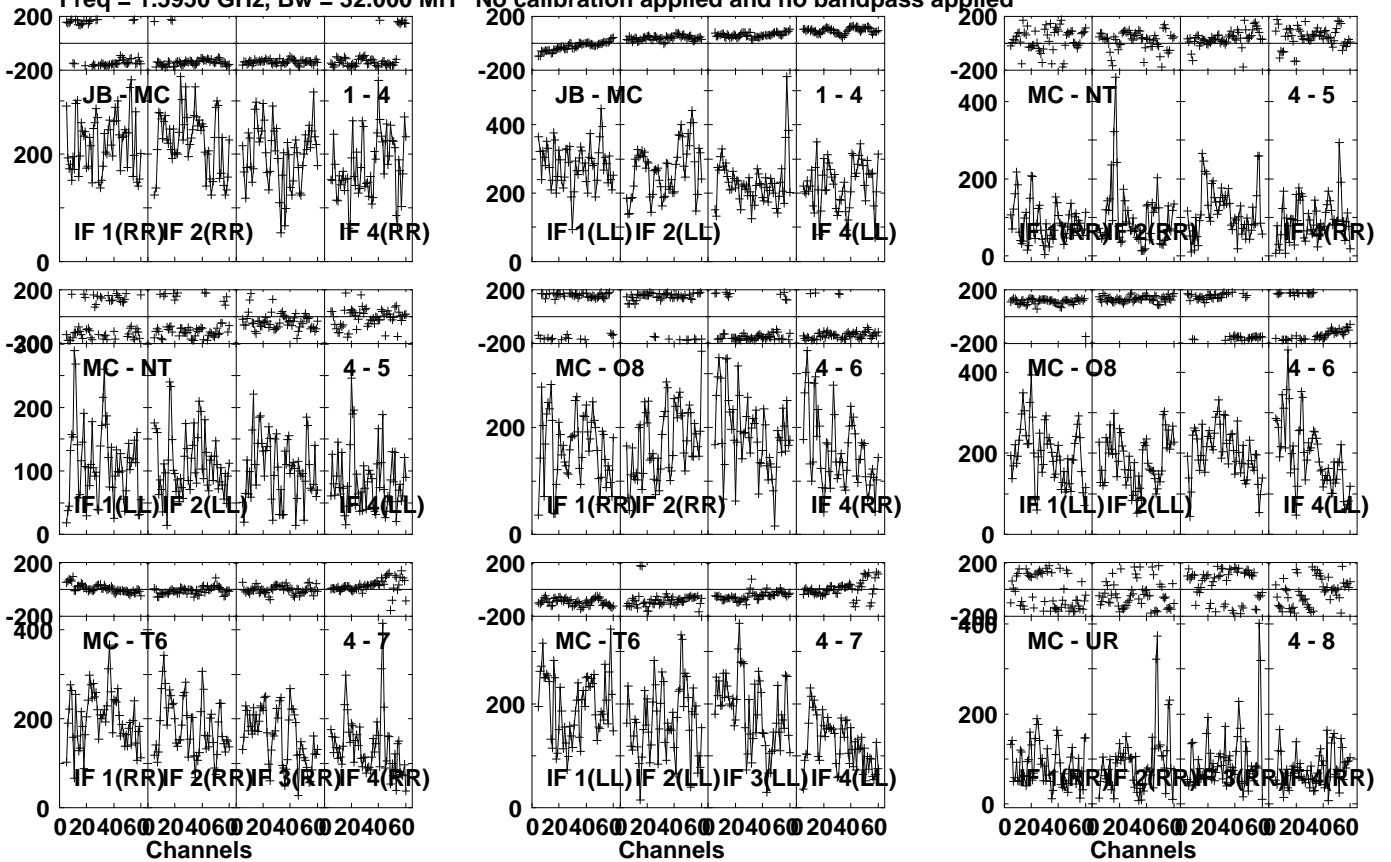 Freq = 1.5950 GHz, Bw = 32.000 MH No calibration applied and no bandpass applied
200
-200
JB - MC 1 - 4
200
IF 1(RR) IF 2(RR) IF 4(RR)
0
200
-200
JB - MC 1 - 4
400
200
IF 1(LL) IF 2(LL) IF 4(LL)
0
200
-200
MC - NT 4 - 5
400
200
IF 1(RR) IF 2(RR) IF 4(RR)
0
200
-200
300
MC - NT 4 - 5
200
100
IF 1(LL) IF 2(LL) IF 4(LL)
0
200
-200
MC - O8 4 - 6
200
IF 1(RR) IF 2(RR) IF 4(RR)
0
200
-200
MC - O8 4 - 6
400
200
IF 1(LL) IF 2(LL) IF 4(LL)
0
200
-200
400
MC - T6 4 - 7
200
IF 1(RR) IF 2(RR) IF 3(RR) IF 4(RR)
0
0 20 40 60 0 20 40 60 0 20 40 60 0 20 40 60
Channels
200
-200
MC - T6 4 - 7
200
IF 1(LL) IF 2(LL) IF 3(LL) IF 4(LL)
0
0 20 40 60 0 20 40 60 0 20 40 60 0 20 40 60
Channels
200
-200
400
MC - UR 4 - 8
200
IF 1(RR) IF 2(RR) IF 3(RR) IF 4(RR)
0
0 20 40 60 0 20 40 60 0 20 40 60 0 20 40 60
Channels